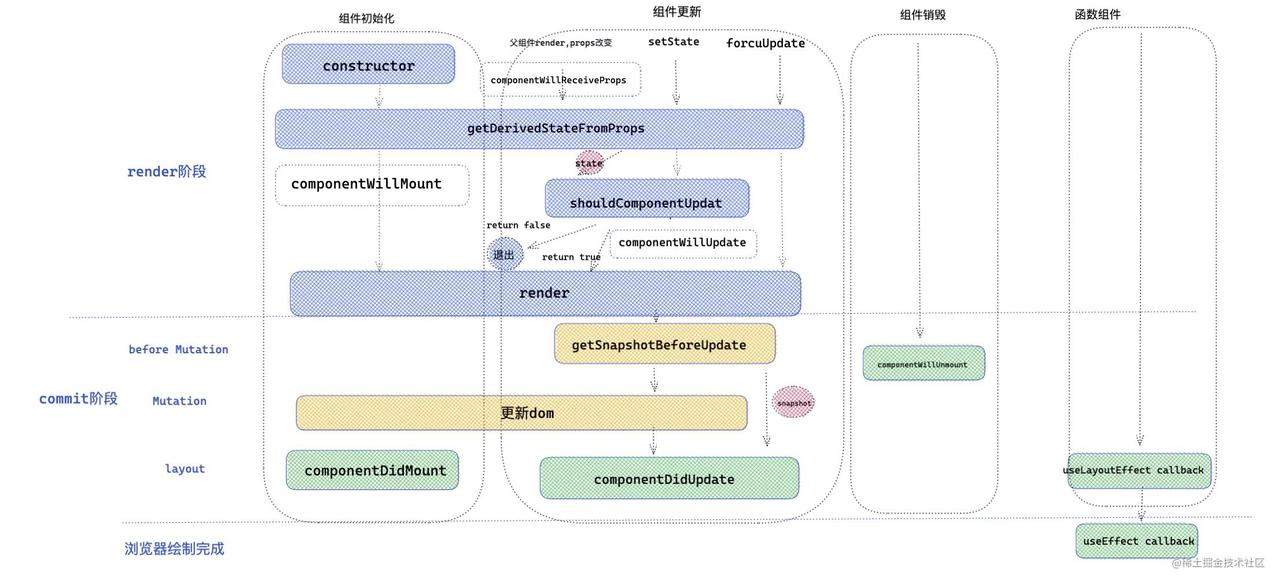 组件初始化
组件更新
组件销毁
函数组件
父组件render,props改变
setState
forcuUpdate
constructor
componentWillReceiveProps
getDerivedStateFromProps
state
render阶段
componentWillMount
shouldComponentUpdat
return false
componentWillUpdate
退出
return true
render
before Mutation
getSnapshotBeforeUpdate
componentWillUnmount
commit阶段
Mutation
更新dom
snapshot
layout
componentDidMount
componentDidUpdate
useLayoutEffect callback
浏览器绘制完成
useEffect callback
@稀土掘金技术社区